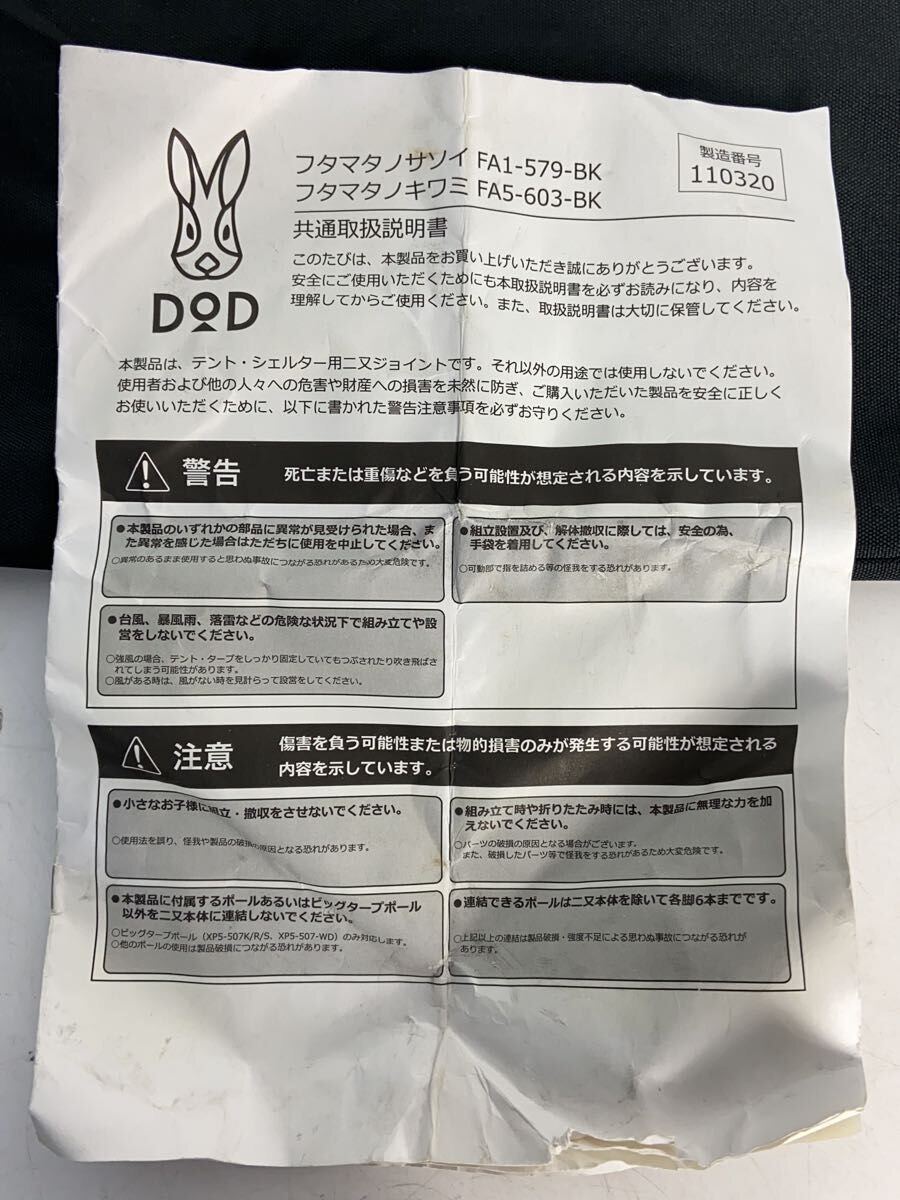 フタマタノサソイ FA1-579-BK
フタマタノキワミ FA5-603-BK
製造番号
110320
共通取扱説明書
このたびは、本製品をお買い上げいただき誠にありがとうございます。
安全にご使用いただくためにも本取扱説明書を必ずお読みになり、内容を
理解してからご使用ください。また、取扱説明書は大切に保管してください。
DOD
本製品は、テント・シェルター用二又ジョイントです。それ以外の用途では使用しないでください。
使用者および他の人々への危害や財産への損害を未然に防ぎ、ご購入いただいた製品を安全に正しく
お使いいただくために、以下に書かれた警告注意事項を必ずお守りください。
警告
死亡または重傷などを負う可能性が想定される内容を示しています。
●本製品のいずれかの部品に異常が見受けられた場合、ま
た異常を感じた場合はただちに使用を中止してください。
○異常のあるまま使用すると思わぬ事故につながる恐れがあるため大変危険です。
●組立設置及び、解体撤収に際しては、安全の為、
手袋を着用してください。
○可動部で指を詰める等の怪我をする恐れがあります。
●台風、暴風雨、落雷などの危険な状況下で組み立てや設
営をしないでください。
○強風の場合、テント・タープをしっかり固定していてもつぶされたり吹き飛ばさ
れてしまう可能性があります。
○風がある時は、風がない時を見計らって設営をしてください。
注意
傷害を負う可能性または物的損害のみが発生する可能性が想定される
内容を示しています。
●小さなお子様に組立・撤収をさせないでください。
○使用法を誤り、怪我や製品の破損の原因となる恐れがあります。
●組み立て時や折りたたみ時には、本製品に無理な力を加
えないでください。
○パーツの破損の原因となる場合がございます。
また、破損したパーツ等で怪我をする恐れがあるため大変危険です。
●本製品に付属するポールあるいはビッグタープポール
以外を二又本体に連結しないでください。
○ビッグタープポール（XP5-507K/R/S、XP5-507-WD）のみ対応します。
○他のポールの使用は製品破損につながる恐れがあります。
●連結できるポールは二又本体を除いて各脚6本までです。
○上記以上の連結は製品破損・強度不足による思わぬ事故につながる恐れが
あります。